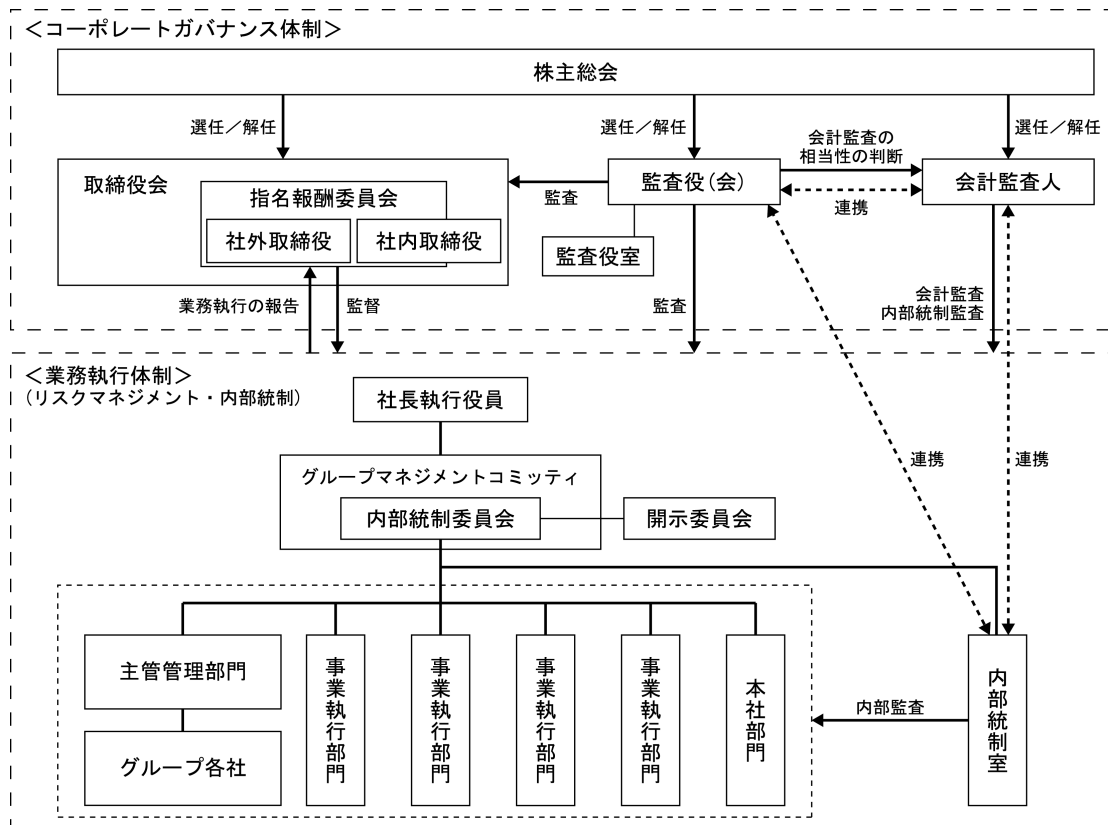 ＜コーポレートガバナンス体制＞
株主総会
選任／解任
選任／解任
選任／解任
会計監査の
相当性の判断
取締役会
指名報酬委員会
社外取締役
社内取締役
監査
監査役（会）
連携
会計監査人
監査役室
業務執行の報告
監督
監査
会計監査
内部統制監査
＜業務執行体制＞
（リスクマネジメント・内部統制）
社長執行役員
グループマネジメントコミッティ
内部統制委員会
開示委員会
連携
連携
主管管理部門
グループ各社
事業執行部門
事業執行部門
事業執行部門
事業執行部門
本社部門
内部監査
内部統制室